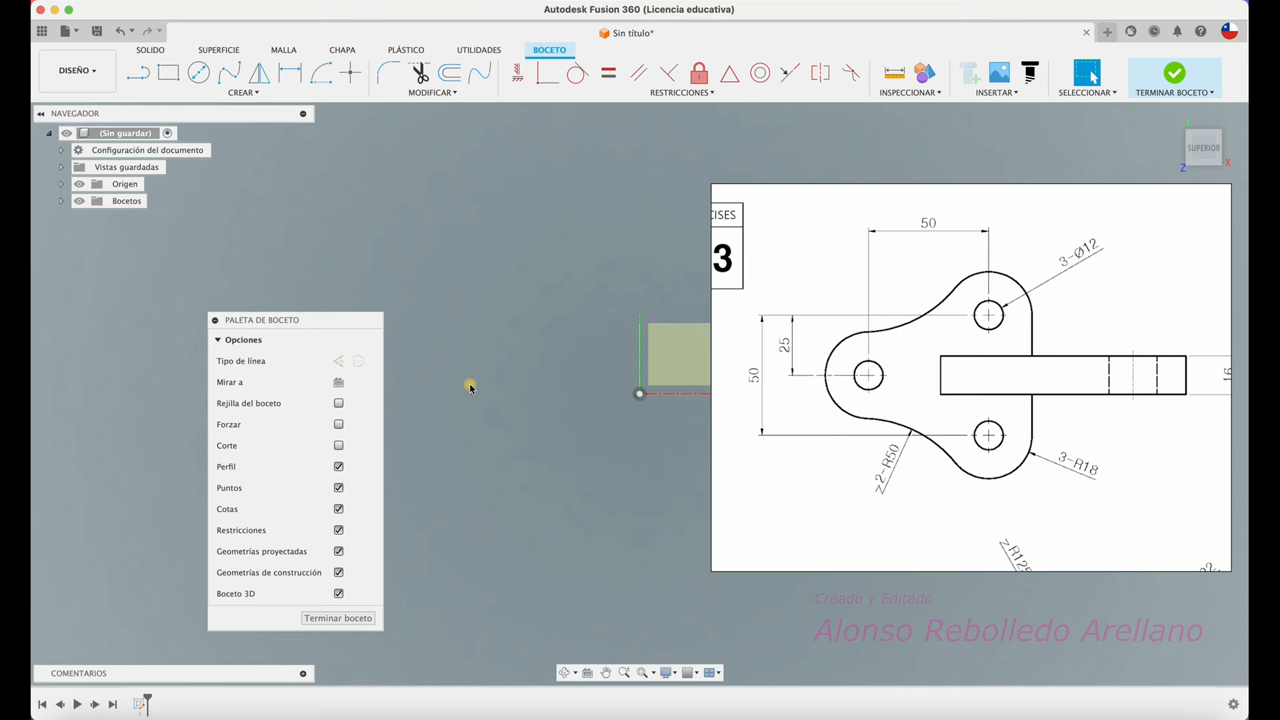 Autodesk Fusion 360 (Licencia educativa)
Sin título*
DISEÑO
SOLIDO
SUPERFICIE
MALLA
CHAPA
PLÁSTICO
UTILIDADES
BOCETO
CREAR
MODIFICAR
RESTRICCIONES
INSPECCIONAR
INSERTAR
SELECCIONAR
TERMINAR BOCETO
NAVEGADOR
(Sin guardar)
Configuración del documento
Vistas guardadas
Origen
Bocetos
Y
SUPERIOR
Z
X
CISES
3
50
3-Ø12
25
50
16
2-R50
3-R18
R125
PALETA DE BOCETO
Opciones
Tipo de línea
Mirar a
Rejilla del boceto
Forzar
Corte
Perfil
Puntos
Cotas
Restricciones
Geometrías proyectadas
Geometrías de construcción
Boceto 3D
Terminar boceto
Creado y Editado
Alonso Rebolledo Arellano
COMENTARIOS